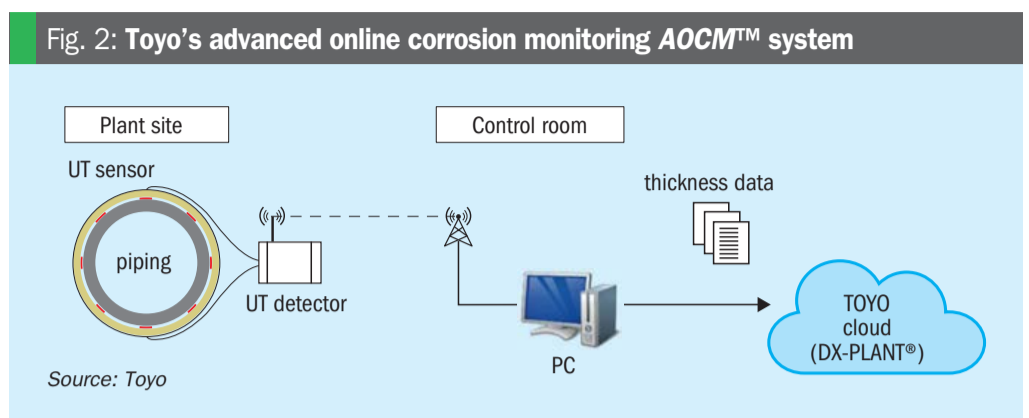 Fig. 2: Toyo's advanced online corrosion monitoring AOCM™ system
Plant site
Control room
UT sensor
thickness data
piping
UT detector
PC
TOYO
cloud
(DX-PLANT®)
Source: Toyo